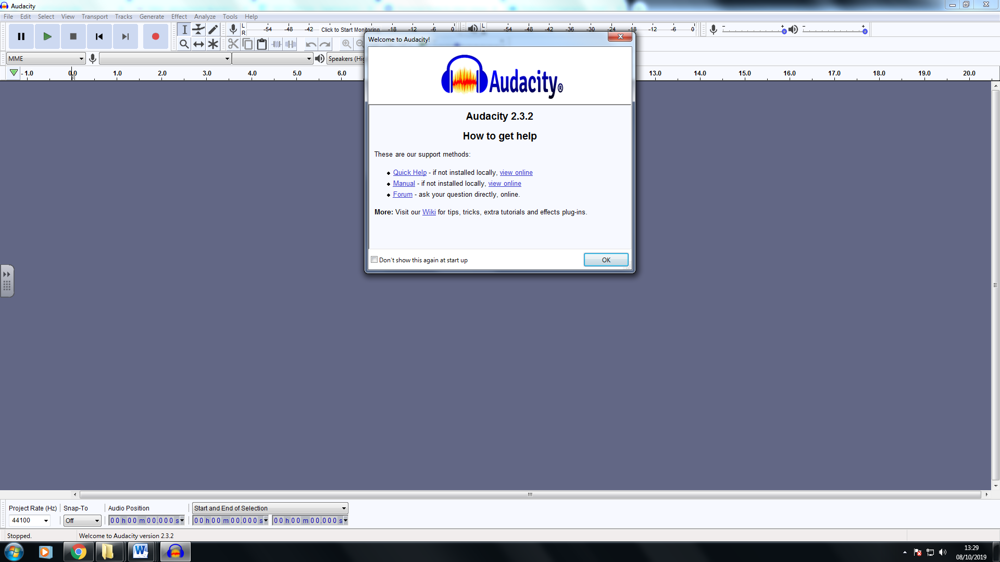 Audacity
File Edit Select View Transport Tracks Generate Effect Analyze Tools Help
L
R
-54 -48 -42 Click to Start Monitoring -18 -12 -6 0
L
-54 -48 -42 -36 -30 -24 -18 -12 -6 0
- +
- +
Welcome to Audacity!
MME
Speakers (Hig
- 1.0 0.0 1.0 2.0 3.0 4.0 5.0 6.0 13.0 14.0 15.0 16.0 17.0 18.0 19.0 20.0
Audacity®
Audacity 2.3.2
How to get help
These are our support methods:
Quick Help - if not installed locally, view online
Manual - if not installed locally, view online
Forum - ask your question directly, online.
More: Visit our Wiki for tips, tricks, extra tutorials and effects plug-ins.
Don't show this again at start up
OK
Project Rate (Hz) Snap-To Audio Position Start and End of Selection
44100 Off 00 h 00 m 00.000 s 00 h 00 m 00.000 s 00 h 00 m 00.000 s
Stopped. Welcome to Audacity version 2.3.2
13:29
08/10/2019